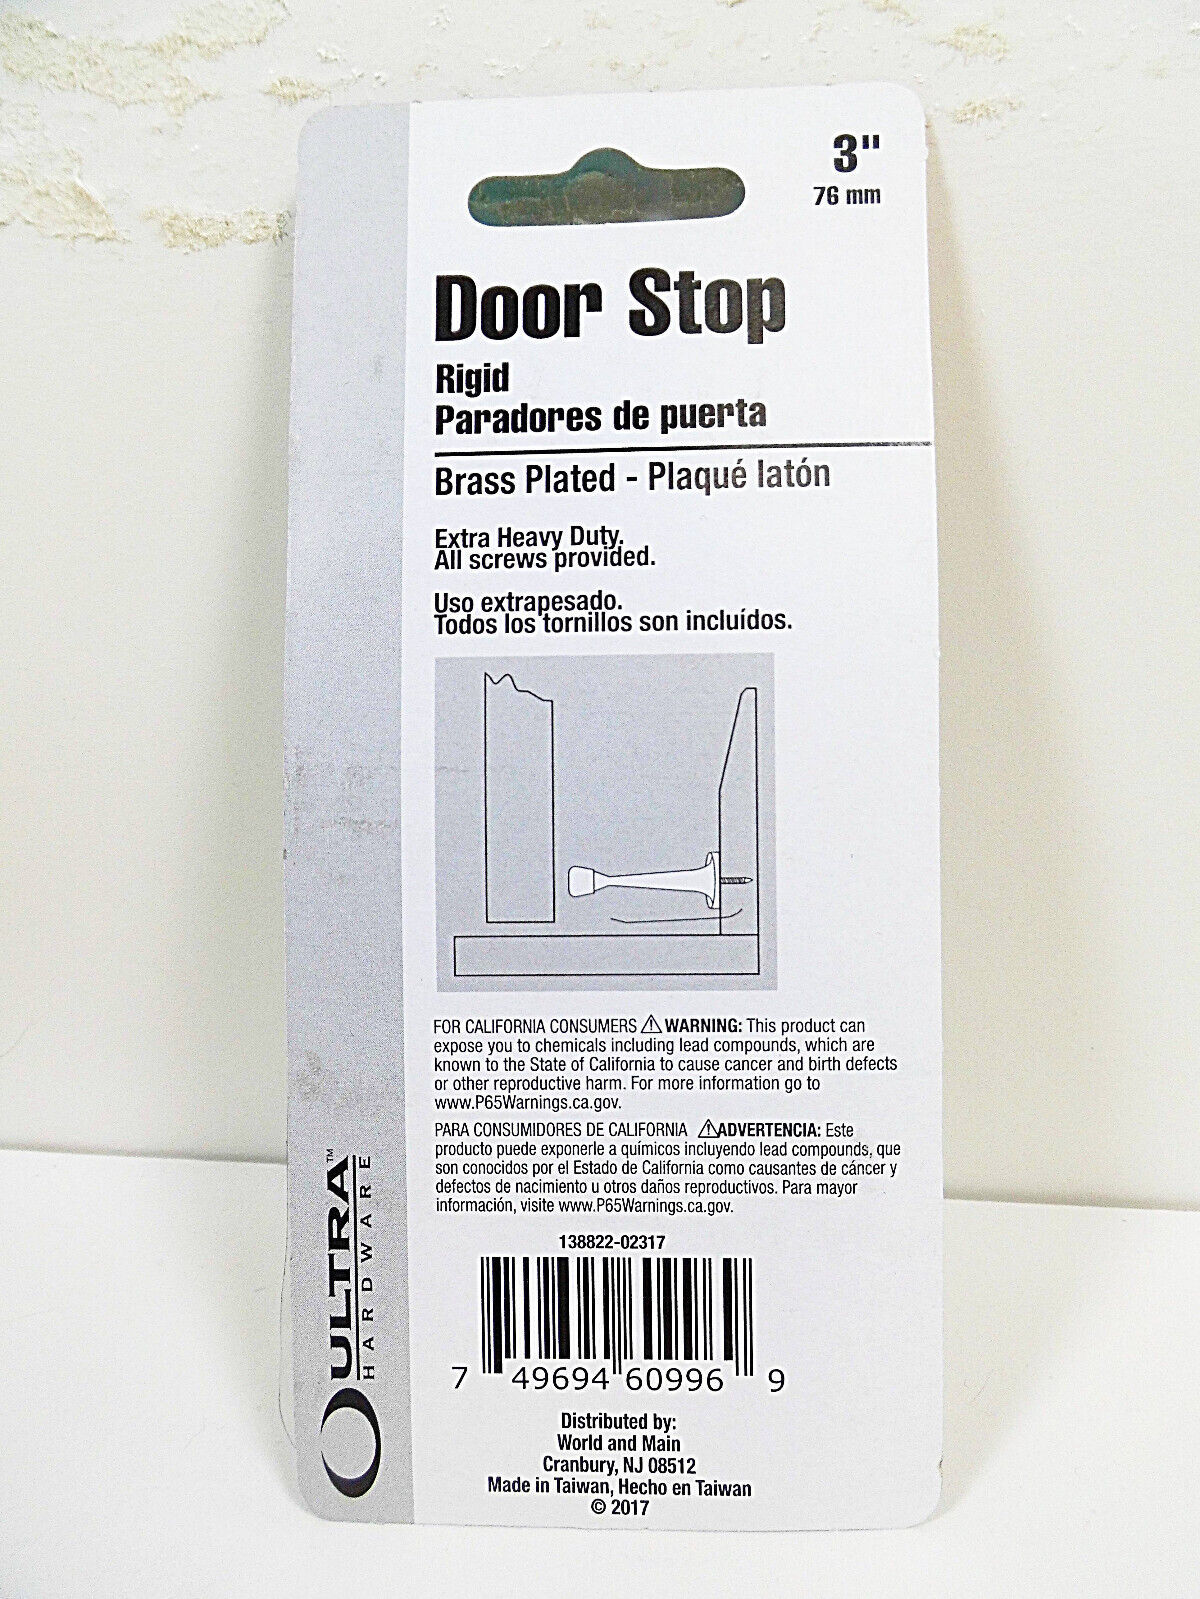 3"
76 mm
Door Stop
Rigid
Paradores de puerta
Brass Plated - Plaqué latón
Extra Heavy Duty.
All screws provided.
Uso extrapesado.
Todos los tornillos son incluídos.
FOR CALIFORNIA CONSUMERS ⚠ WARNING: This product can
expose you to chemicals including lead compounds, which are
known to the State of California to cause cancer and birth defects
or other reproductive harm. For more information go to
www.P65Warnings.ca.gov.
PARA CONSUMIDORES DE CALIFORNIA ⚠ADVERTENCIA: Este
producto puede exponerle a químicos incluyendo lead compounds, que
son conocidos por el Estado de California como causantes de cáncer y
defectos de nacimiento u otros daños reproductivos. Para mayor
información, visite www.P65Warnings.ca.gov.
138822-02317
7 49694 60996 9
Distributed by:
World and Main
Cranbury, NJ 08512
Made in Taiwan, Hecho en Taiwan
© 2017
ULTRA™
HARDWARE